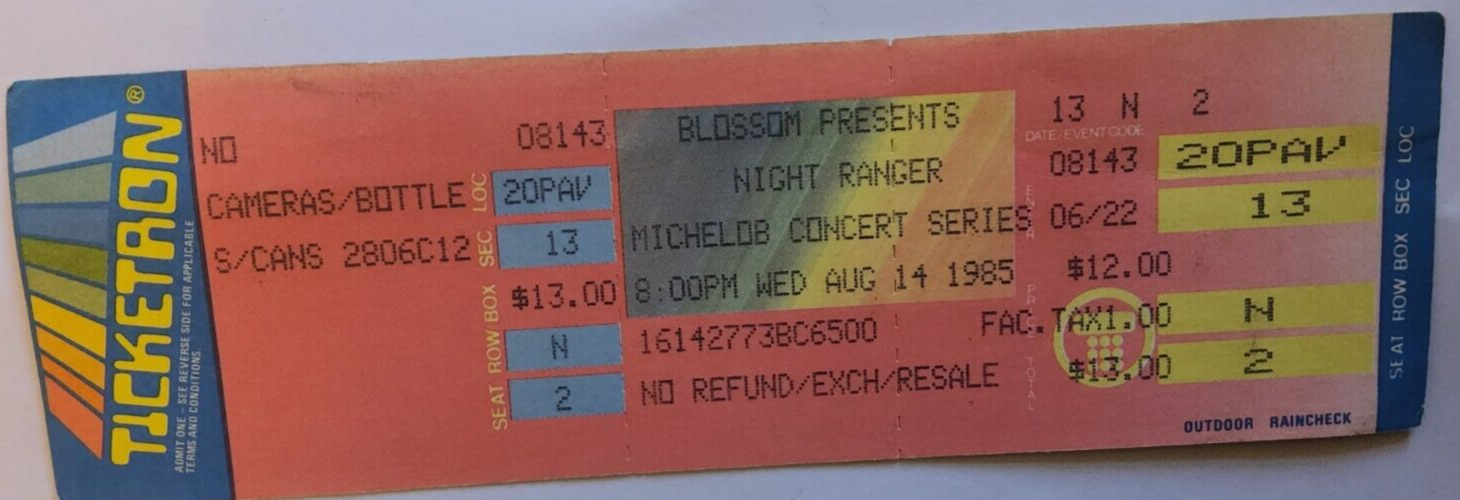 TICKETRON®
ADMIT ONE - SEE REVERSE SIDE FOR APPLICABLE
TERMS AND CONDITIONS.
NO
CAMERAS/BOTTLE
S/CANS 2806C12
08143
LOC 20PAV
SEC 13
$13.00
ROW BOX N
SEAT 2
BLOSSOM PRESENTS
NIGHT RANGER
MICHELOB CONCERT SERIES
8:00PM WED AUG 14 1985
16142773BC6500
NO REFUND/EXCH/RESALE
13 N 2
DATE/EVENT CODE
08143
06/22
$12.00
FAC.TAX1.00
$13.00
PRICE
TOTAL
20PAV
13
N
2
OUTDOOR RAINCHECK
SEAT ROW BOX SEC LOC